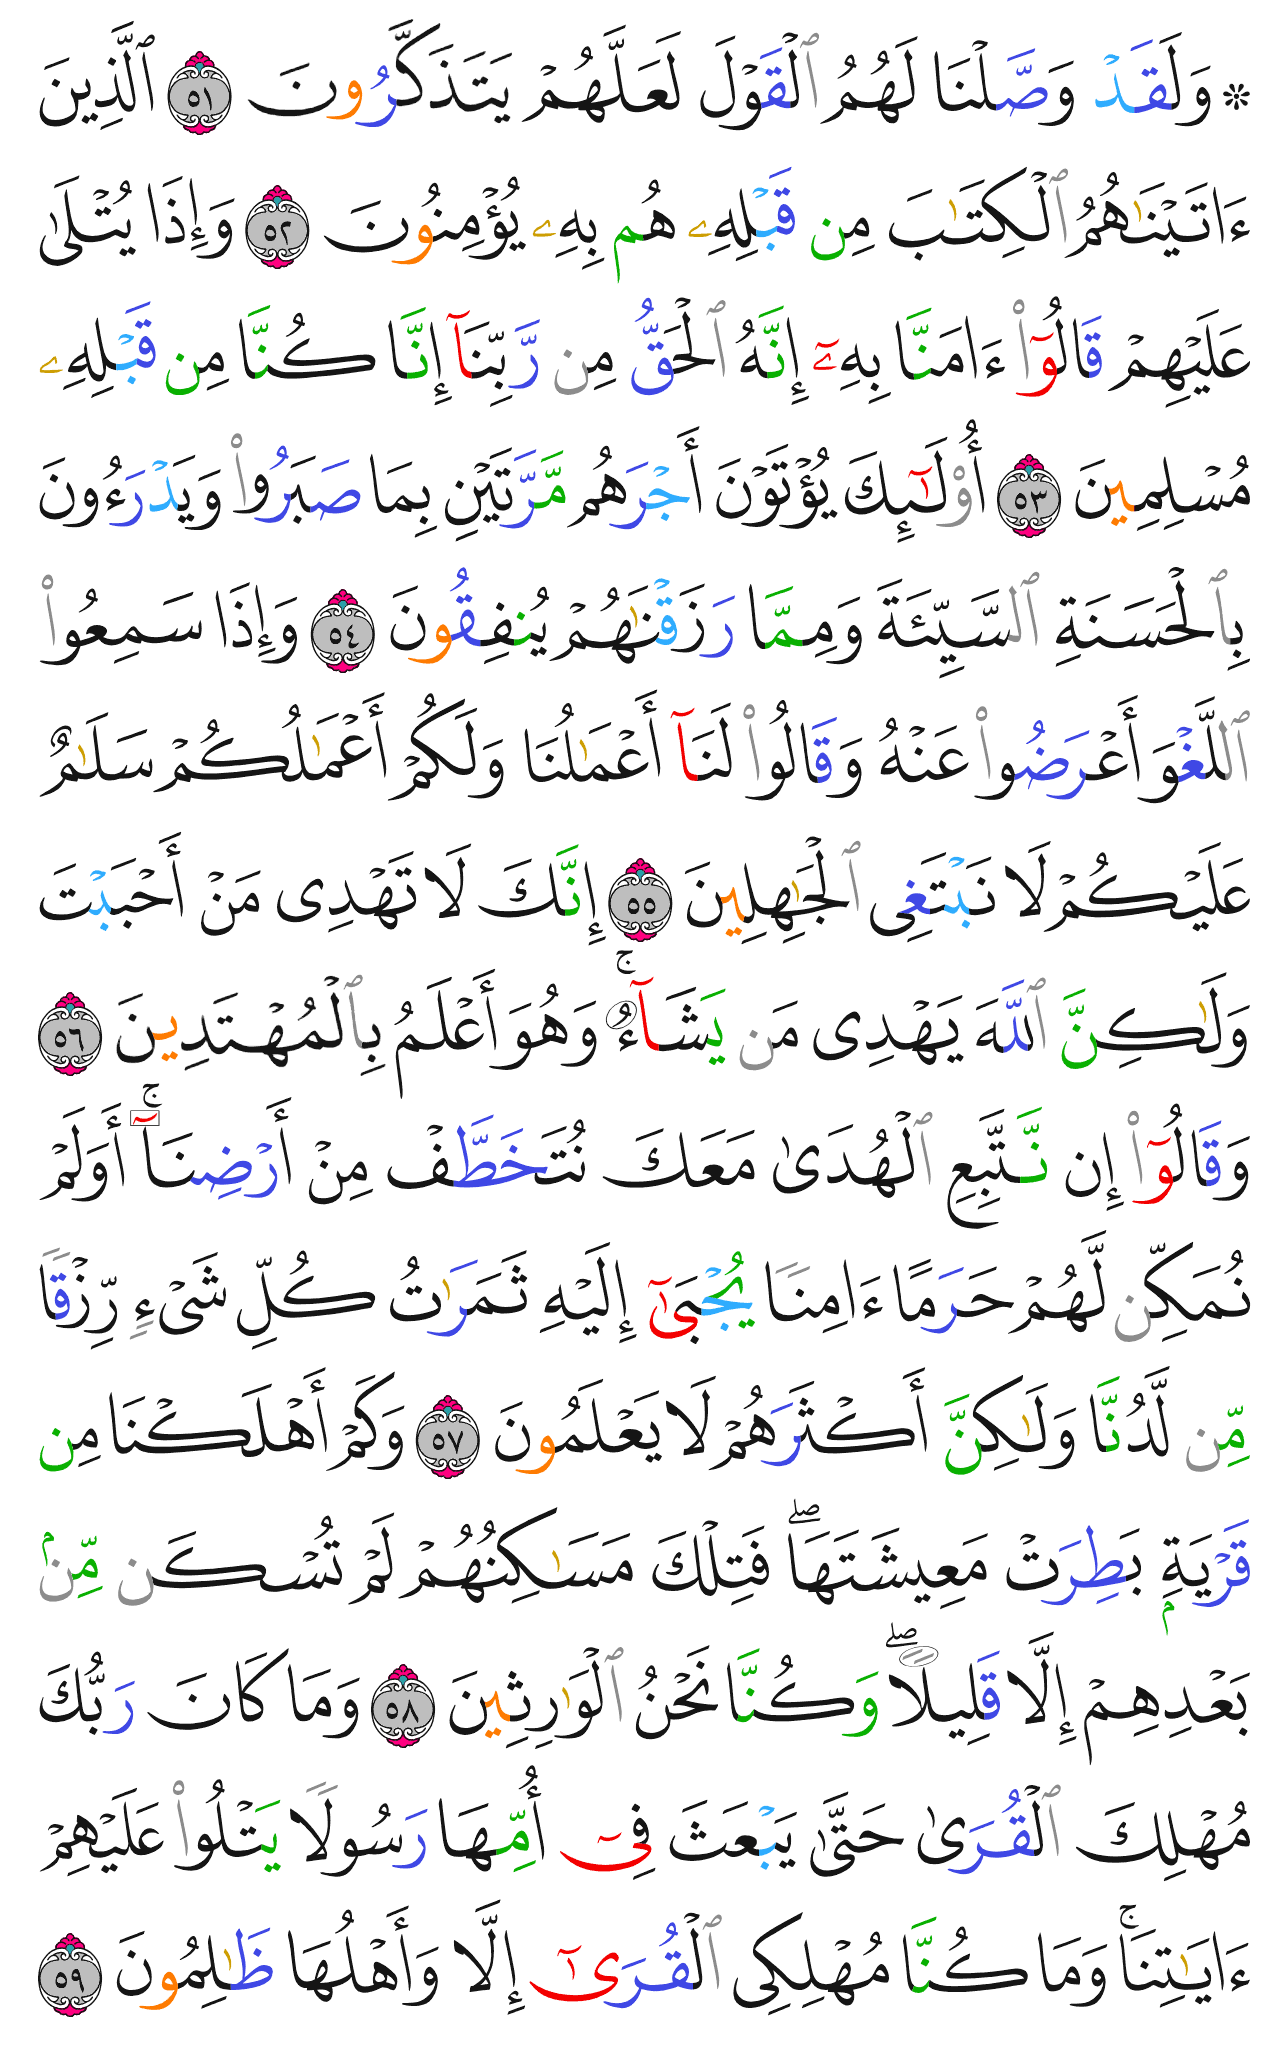 ۞ وَلَقَدْ وَصَّلْنَا لَهُمُ ٱلْقَوْلَ لَعَلَّهُمْ يَتَذَكَّرُونَ ٥١ ٱلَّذِينَ
ءَاتَيْنَـٰهُمُ ٱلْكِتَـٰبَ مِن قَبْلِهِۦ هُم بِهِۦ يُؤْمِنُونَ ٥٢ وَإِذَا يُتْلَىٰ
عَلَيْهِمْ قَالُوٓا۟ ءَامَنَّا بِهِۦٓ إِنَّهُ ٱلْحَقُّ مِن رَّبِّنَآ إِنَّا كُنَّا مِن قَبْلِهِۦ
مُسْلِمِينَ ٥٣ أُو۟لَـٰٓئِكَ يُؤْتَوْنَ أَجْرَهُم مَّرَّتَيْنِ بِمَا صَبَرُوا۟ وَيَدْرَءُونَ
بِٱلْحَسَنَةِ ٱلسَّيِّئَةَ وَمِمَّا رَزَقْنَـٰهُمْ يُنفِقُونَ ٥٤ وَإِذَا سَمِعُوا۟
ٱللَّغْوَ أَعْرَضُوا۟ عَنْهُ وَقَالُوا۟ لَنَآ أَعْمَـٰلُنَا وَلَكُمْ أَعْمَـٰلُكُمْ سَلَـٰمٌ
عَلَيْكُمْ لَا نَبْتَغِى ٱلْجَـٰهِلِينَ ٥٥ إِنَّكَ لَا تَهْدِى مَنْ أَحْبَبْتَ
وَلَـٰكِنَّ ٱللَّهَ يَهْدِى مَن يَشَآءُ ۚ وَهُوَ أَعْلَمُ بِٱلْمُهْتَدِينَ ٥٦
وَقَالُوٓا۟ إِن نَّتَّبِعِ ٱلْهُدَىٰ مَعَكَ نُتَخَطَّفْ مِنْ أَرْضِنَآ ۚ أَوَلَمْ
نُمَكِّن لَّهُمْ حَرَمًا ءَامِنًا يُجْبَىٰٓ إِلَيْهِ ثَمَرَٰتُ كُلِّ شَىْءٍ رِّزْقًا
مِّن لَّدُنَّا وَلَـٰكِنَّ أَكْثَرَهُمْ لَا يَعْلَمُونَ ٥٧ وَكَمْ أَهْلَكْنَا مِن
قَرْيَةٍۭ بَطِرَتْ مَعِيشَتَهَا ۖ فَتِلْكَ مَسَـٰكِنُهُمْ لَمْ تُسْكَن مِّنۢ
بَعْدِهِمْ إِلَّا قَلِيلًا ۖ وَكُنَّا نَحْنُ ٱلْوَٰرِثِينَ ٥٨ وَمَا كَانَ رَبُّكَ
مُهْلِكَ ٱلْقُرَىٰ حَتَّىٰ يَبْعَثَ فِىٓ أُمِّهَا رَسُولًا يَتْلُوا۟ عَلَيْهِمْ
ءَايَـٰتِنَا ۚ وَمَا كُنَّا مُهْلِكِى ٱلْقُرَىٰٓ إِلَّا وَأَهْلُهَا ظَـٰلِمُونَ ٥٩